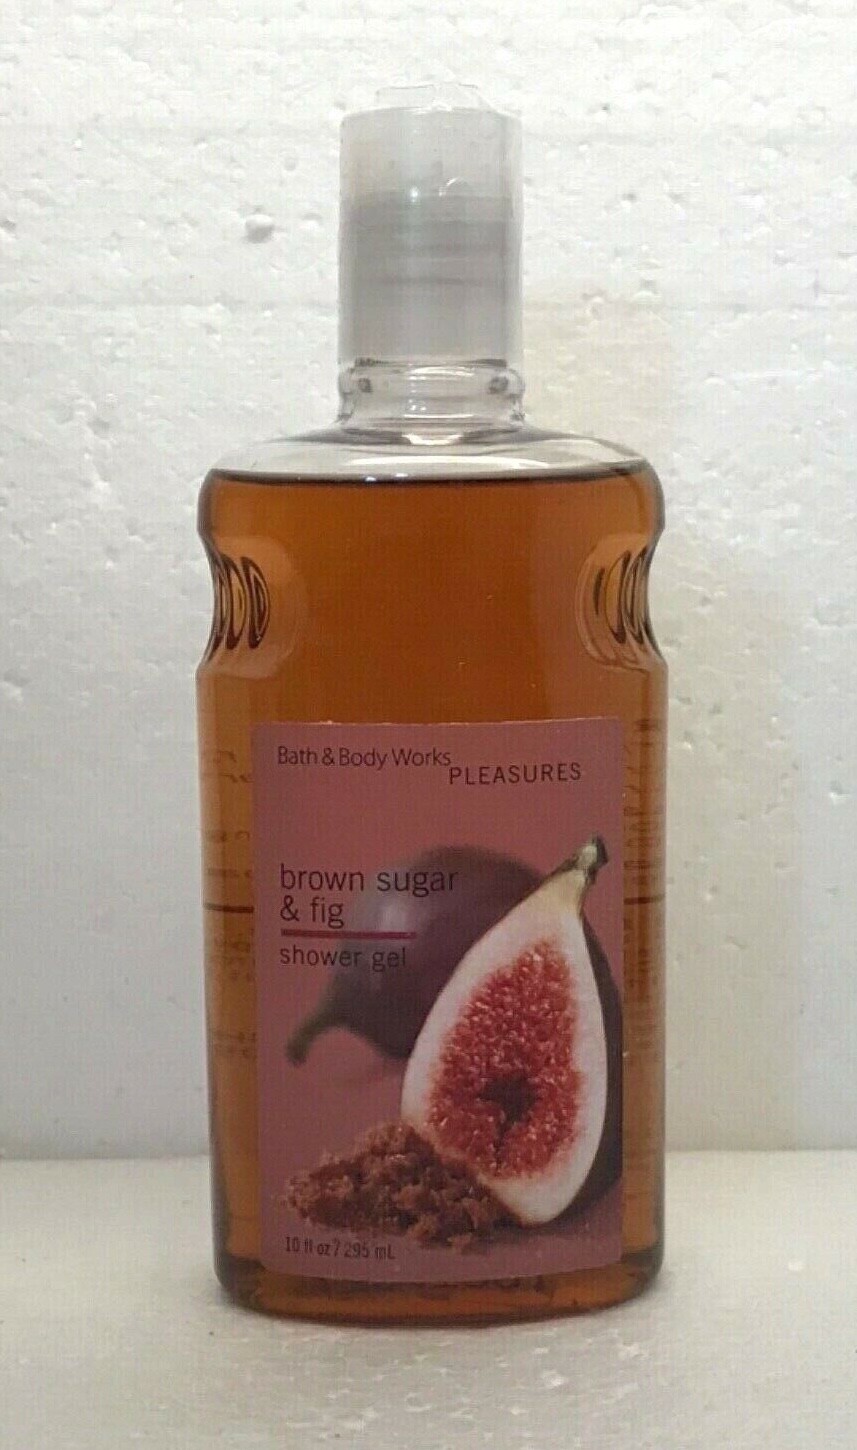 Bath & Body Works
PLEASURES
brown sugar
& fig
shower gel
10 fl oz / 295 mL